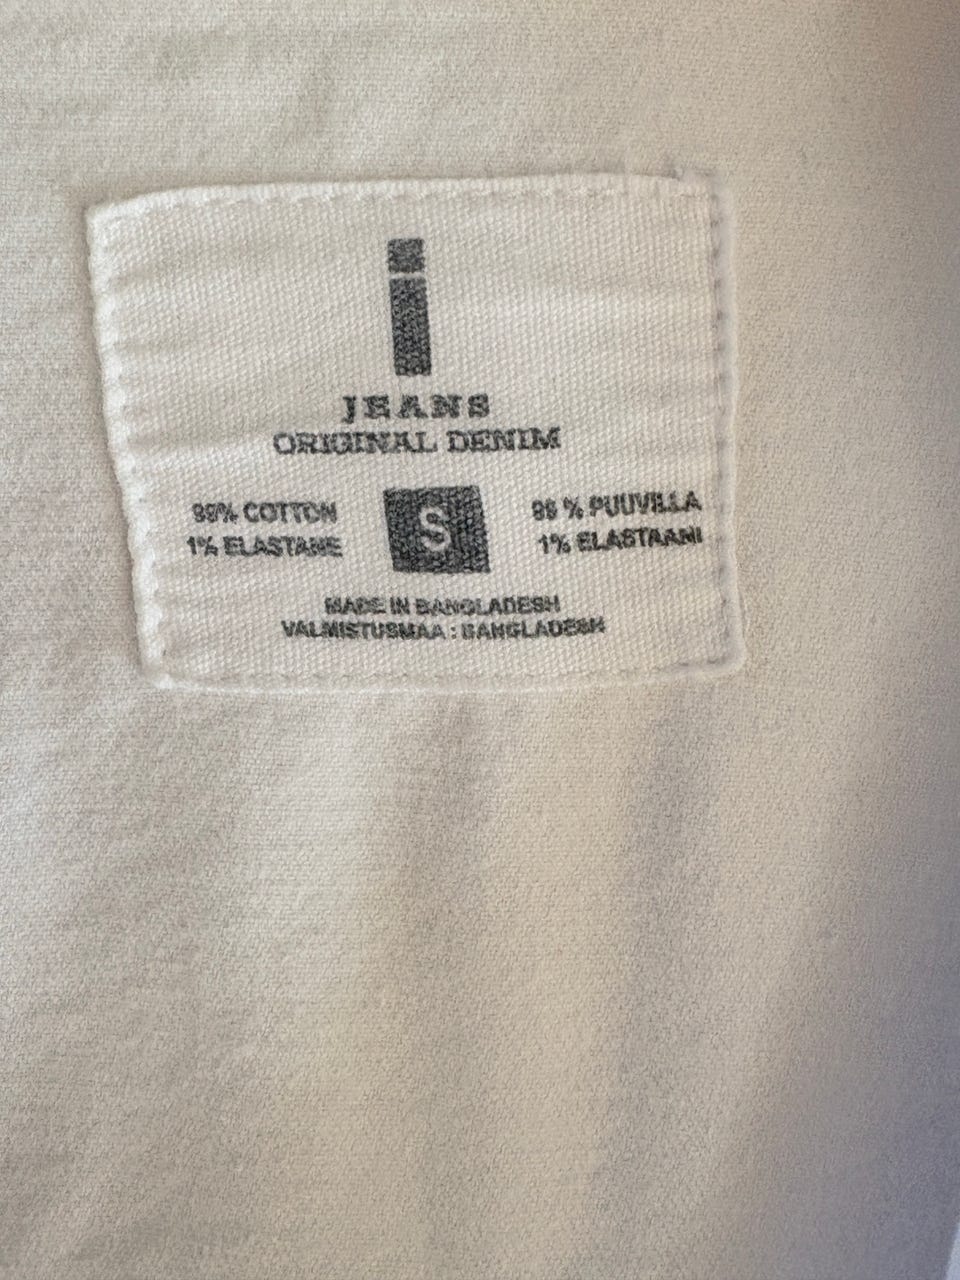 i
JEANS
ORIGINAL DENIM
99% COTTON
1% ELASTANE
S
99 % PUUVILLA
1% ELASTAANI
MADE IN BANGLADESH
VALMISTUSMAA : BANGLADESH